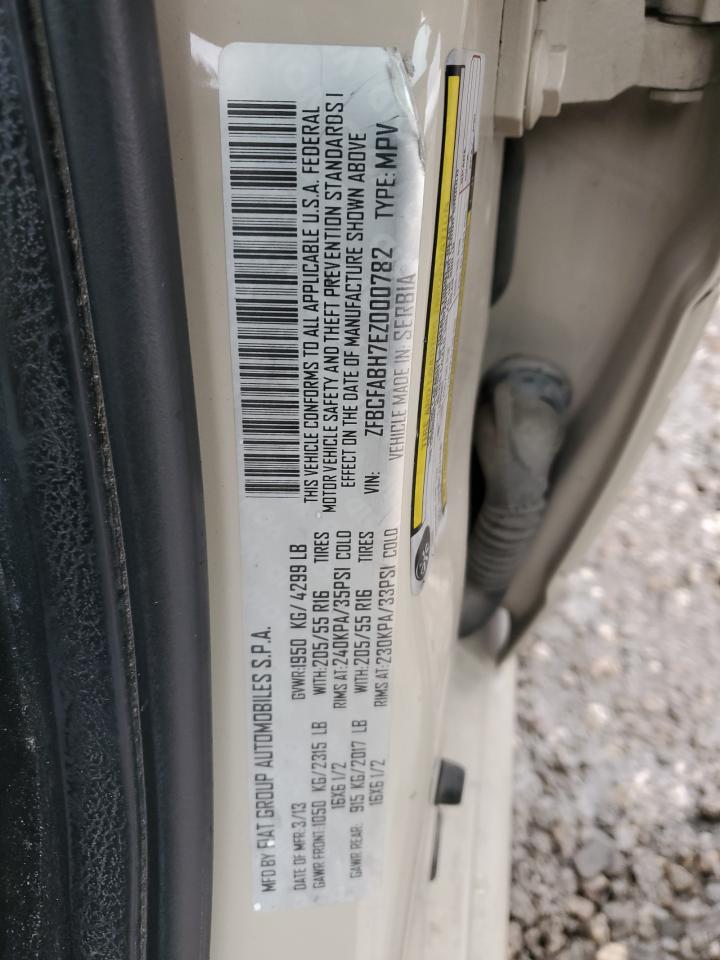 MFD BY FIAT GROUP AUTOMOBILES S.P.A.
DATE OF MFR:3/13 GVWR:1950 KG/ 4299 LB
GAWR FRONT:1050 KG/2315 LB WITH:205/55 R16 TIRES
16X6 1/2 RIMS AT:240KPA/35PSI COLD
GAWR REAR: 915 KG/2017 LB WITH:205/55 R16 TIRES
16X6 1/2 RIMS AT:230KPA/33PSI COLD
THIS VEHICLE CONFORMS TO ALL APPLICABLE U.S.A. FEDERAL
MOTOR VEHICLE SAFETY AND THEFT PREVENTION STANDARDS I
EFFECT ON THE DATE OF MANUFACTURE SHOWN ABOVE
VIN: ZFBCFABH7EZ000782 TYPE: MPV
VEHICLE MADE IN: SERBIA